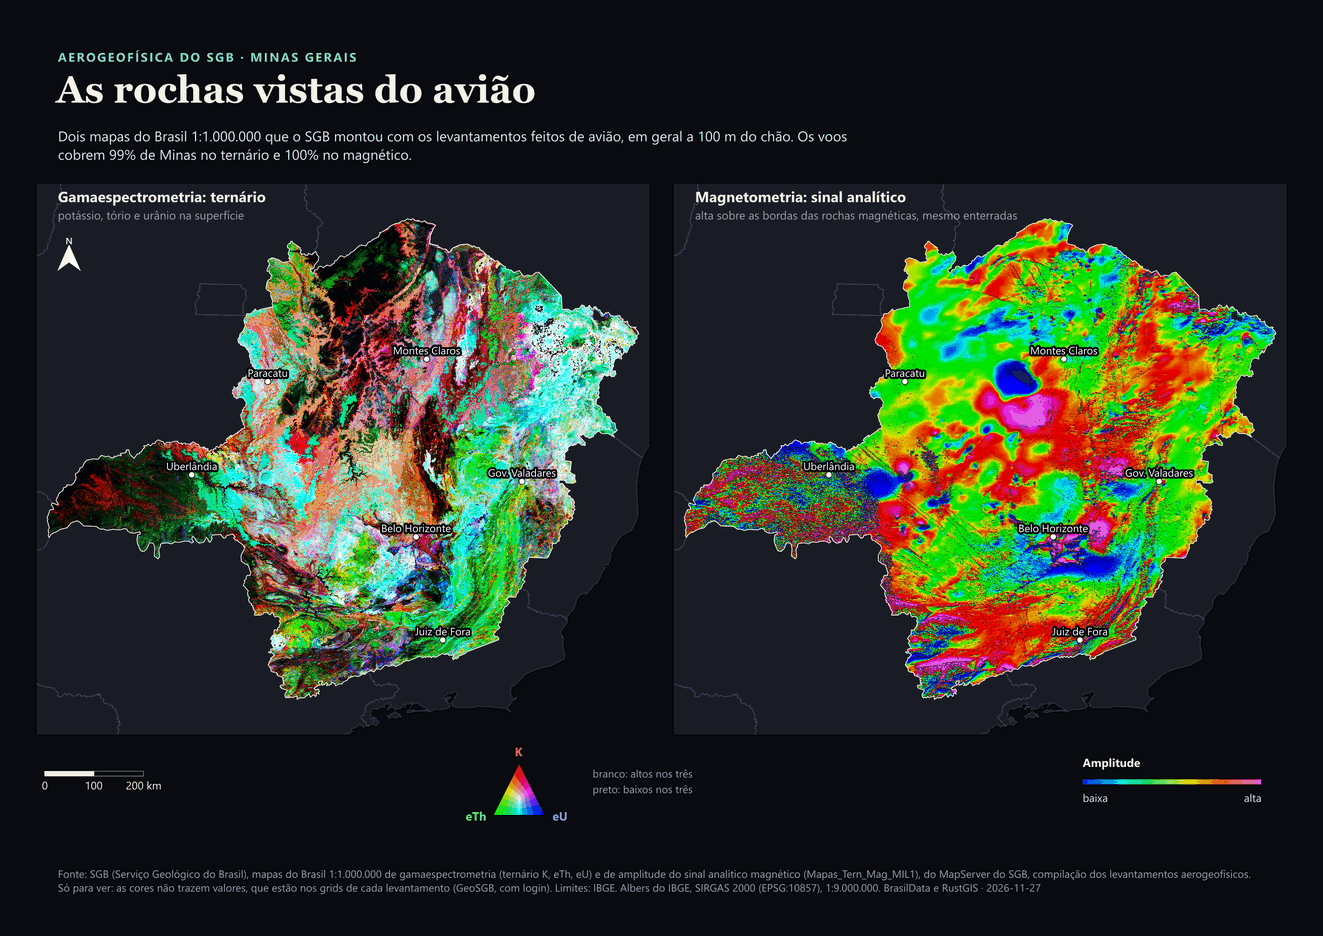 AEROGEOFÍSICA DO SGB · MINAS GERAIS
As rochas vistas do avião
Dois mapas do Brasil 1:1.000.000 que o SGB montou com os levantamentos feitos de avião, em geral a 100 m do chão. Os voos
cobrem 99% de Minas no ternário e 100% no magnético.
Gamaespectrometria: ternário
potássio, tório e urânio na superfície
N
Montes Claros
Paracatu
Uberlândia
Gov. Valadares
Belo Horizonte
Juiz de Fora
Magnetometria: sinal analítico
alta sobre as bordas das rochas magnéticas, mesmo enterradas
Montes Claros
Paracatu
Uberlândia
Gov. Valadares
Belo Horizonte
Juiz de Fora
0 100 200 km
K
eTh eU
branco: altos nos três
preto: baixos nos três
Amplitude
baixa alta
Fonte: SGB (Serviço Geológico do Brasil), mapas do Brasil 1:1.000.000 de gamaespectrometria (ternário K, eTh, eU) e de amplitude do sinal analítico magnético (Mapas_Tern_Mag_MIL1), do MapServer do SGB, compilação dos levantamentos aerogeofísicos.
Só para ver: as cores não trazem valores, que estão nos grids de cada levantamento (GeoSGB, com login). Limites: IBGE. Albers do IBGE, SIRGAS 2000 (EPSG:10857), 1:9.000.000. BrasilData e RustGIS · 2026-11-27